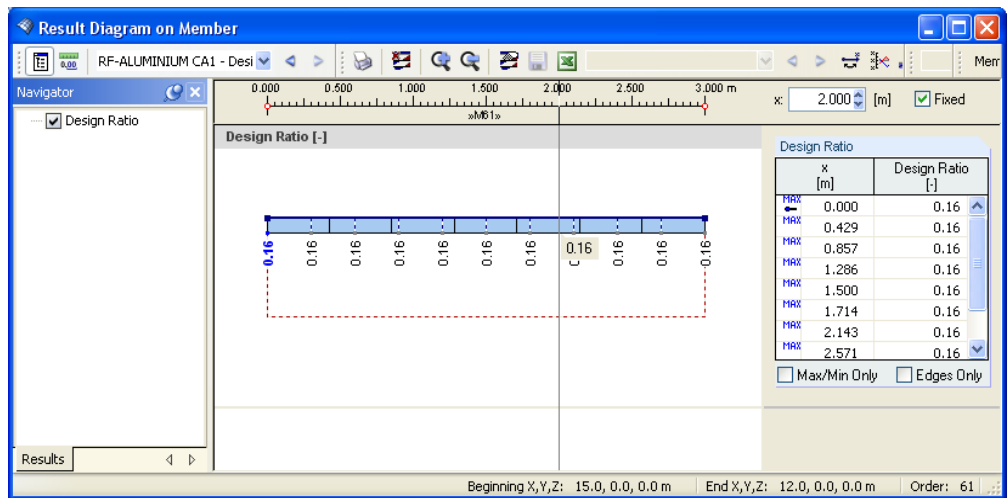 Result Diagram on Member
0.00
RF-ALUMINIUM CA1 - Desi
Mem
Navigator
Design Ratio
0.000 0.500 1.000 1.500 2.000 2.500 3.000 m
»M61»
x: 2.000 [m] Fixed
Design Ratio [-]
0.16 0.16 0.16 0.16 0.16 0.16 0.16 0.16 0.16 0.16
0.16
Design Ratio
x Design Ratio
[m] [-]
MAX 0.000 0.16
MAX 0.429 0.16
MAX 0.857 0.16
MAX 1.286 0.16
MAX 1.500 0.16
MAX 1.714 0.16
MAX 2.143 0.16
MAX 2.571 0.16
Max/Min Only Edges Only
Results
Beginning X,Y,Z: 15.0, 0.0, 0.0 m End X,Y,Z: 12.0, 0.0, 0.0 m Order: 61